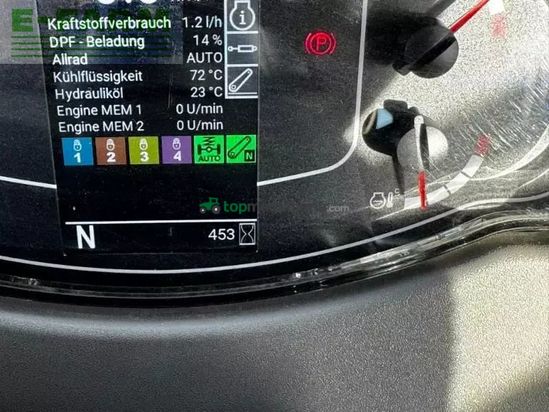 Kraftstoffverbrauch 1.2 l/h
DPF - Beladung 14 %
Allrad AUTO
Kühlflüssigkeit 72 °C
Hydrauliköl 23 °C
Engine MEM 1 0 U/min
Engine MEM 2 0 U/min
1 2 3 4 AUTO N
N 453